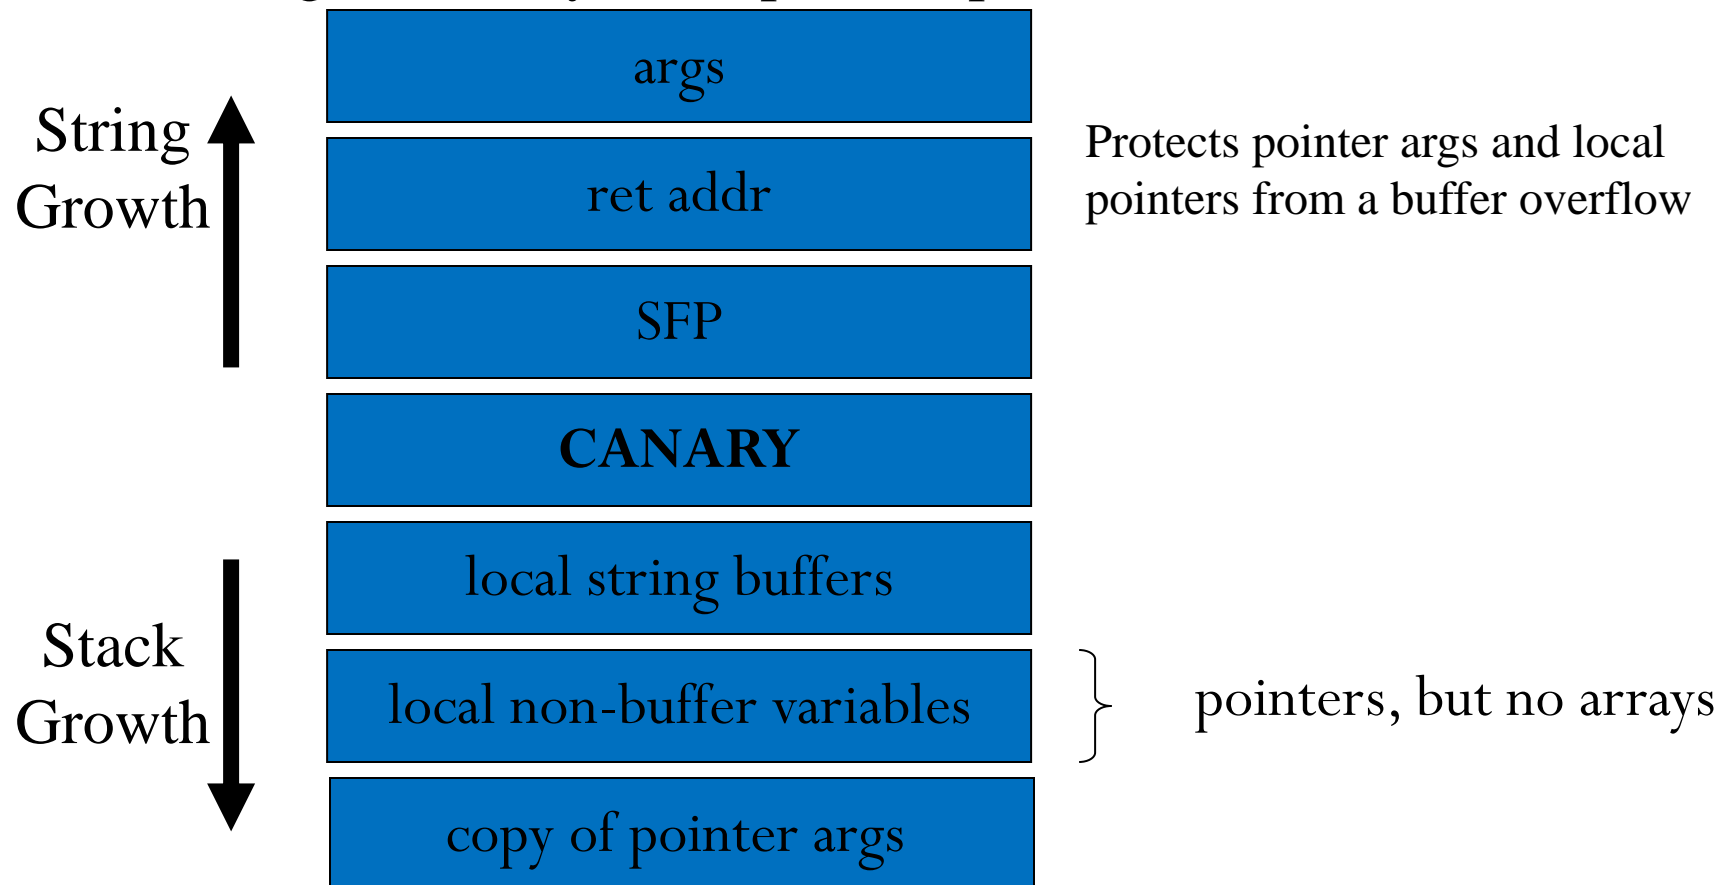 args
String
Growth
Protects pointer args and local
pointers from a buffer overflow
ret addr
SFP
CANARY
local string buffers
Stack
Growth
local non-buffer variables
pointers, but no arrays
copy of pointer args